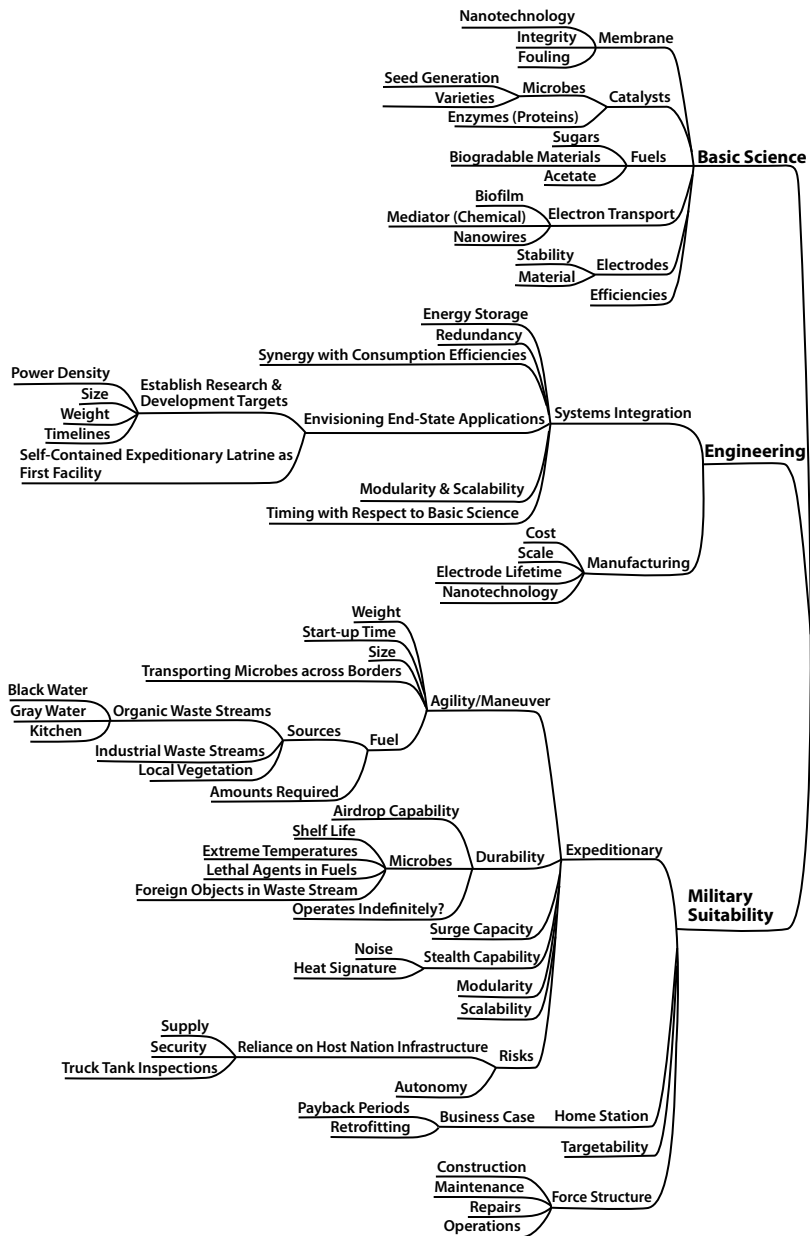 Nanotechnology
Integrity
Fouling
Membrane
Seed Generation
Varieties
Microbes
Enzymes (Proteins)
Catalysts
Sugars
Biogradable Materials
Acetate
Fuels
Biofilm
Mediator (Chemical)
Nanowires
Electron Transport
Stability
Material
Electrodes
Efficiencies
Basic Science
Energy Storage
Redundancy
Synergy with Consumption Efficiencies
Power Density
Size
Weight
Timelines
Establish Research &
Development Targets
Self-Contained Expeditionary Latrine as
First Facility
Envisioning End-State Applications
Modularity & Scalability
Timing with Respect to Basic Science
Systems Integration
Cost
Scale
Electrode Lifetime
Nanotechnology
Manufacturing
Engineering
Weight
Start-up Time
Size
Transporting Microbes across Borders
Black Water
Gray Water
Kitchen
Organic Waste Streams
Industrial Waste Streams
Local Vegetation
Sources
Amounts Required
Fuel
Agility/Maneuver
Airdrop Capability
Shelf Life
Extreme Temperatures
Lethal Agents in Fuels
Foreign Objects in Waste Stream
Microbes
Operates Indefinitely?
Durability
Surge Capacity
Noise
Heat Signature
Stealth Capability
Modularity
Scalability
Supply
Security
Truck Tank Inspections
Reliance on Host Nation Infrastructure
Autonomy
Risks
Expeditionary
Payback Periods
Retrofitting
Business Case
Home Station
Targetability
Construction
Maintenance
Repairs
Operations
Force Structure
Military
Suitability